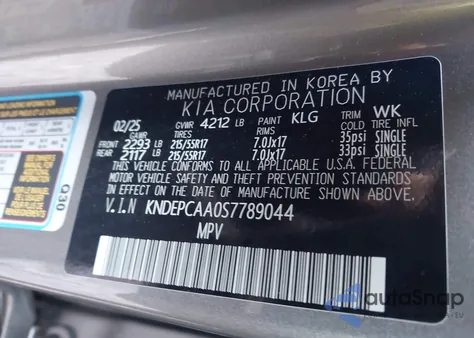 MANUFACTURED IN KOREA BY
KIA CORPORATION
02/25 GVWR 4212 LB PAINT KLG TRIM WK
GAWR TIRES RIMS COLD TIRE INFL
FRONT 2293 LB 215/55R17 7.0Jx17 35psi SINGLE
REAR 2117 LB 215/55R17 7.0Jx17 33psi SINGLE
THIS VEHICLE CONFORMS TO ALL APPLICABLE U.S.A. FEDERAL
MOTOR VEHICLE SAFETY, BUMPER, AND THEFT PREVENTION STANDARDS
IN EFFECT ON THE DATE OF MANUFACTURE SHOWN ABOVE.
V.I.N KNDEPCAA0S7789044
MPV
030
autoSnap